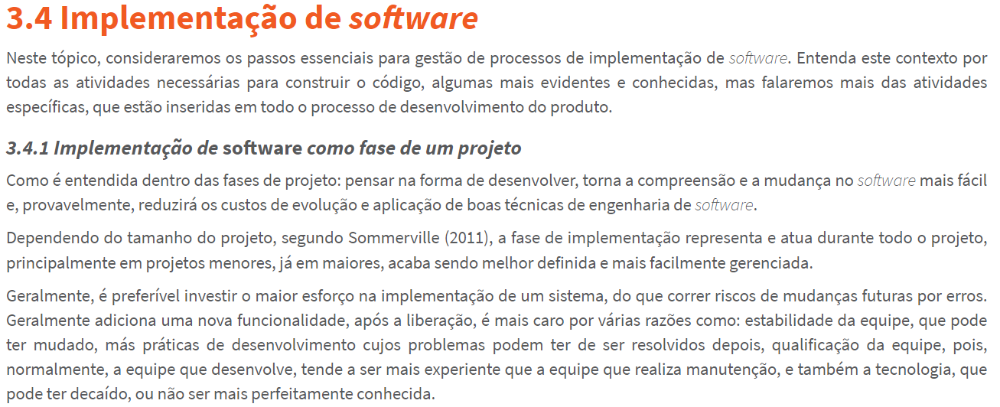 3.4 Implementação de software
Neste tópico, consideraremos os passos essenciais para gestão de processos de implementação de software. Entenda este contexto por
todas as atividades necessárias para construir o código, algumas mais evidentes e conhecidas, mas falaremos mais das atividades
específicas, que estão inseridas em todo o processo de desenvolvimento do produto.
3.4.1 Implementação de software como fase de um projeto
Como é entendida dentro das fases de projeto: pensar na forma de desenvolver, torna a compreensão e a mudança no software mais fácil
e, provavelmente, reduzirá os custos de evolução e aplicação de boas técnicas de engenharia de software.
Dependendo do tamanho do projeto, segundo Sommerville (2011), a fase de implementação representa e atua durante todo o projeto,
principalmente em projetos menores, já em maiores, acaba sendo melhor definida e mais facilmente gerenciada.
Geralmente, é preferível investir o maior esforço na implementação de um sistema, do que correr riscos de mudanças futuras por erros.
Geralmente adiciona uma nova funcionalidade, após a liberação, é mais caro por várias razões como: estabilidade da equipe, que pode
ter mudado, más práticas de desenvolvimento cujos problemas podem ter de ser resolvidos depois, qualificação da equipe, pois,
normalmente, a equipe que desenvolve, tende a ser mais experiente que a equipe que realiza manutenção, e também a tecnologia, que
pode ter decaído, ou não ser mais perfeitamente conhecida.